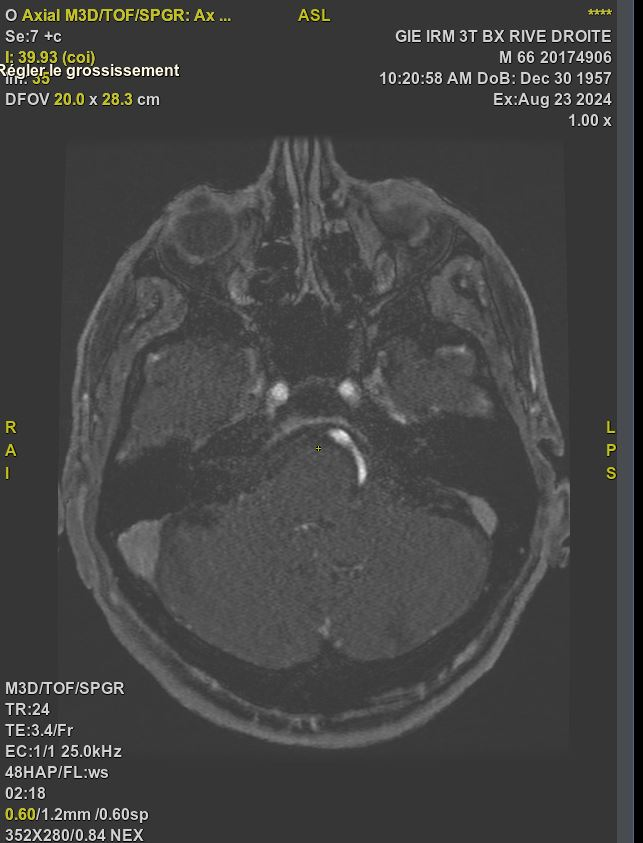 O Axial M3D/TOF/SPGR: Ax ...
ASL
****
Se:7 +c
GIE IRM 3T BX RIVE DROITE
I: 39.93 (coi)
M 66 20174906
Régler le grossissement
Im: 35
10:20:58 AM DoB: Dec 30 1957
DFOV 20.0 x 28.3 cm
Ex:Aug 23 2024
1.00 x
R
L
A
P
I
S
M3D/TOF/SPGR
TR:24
TE:3.4/Fr
EC:1/1 25.0kHz
48HAP/FL:ws
02:18
0.60/1.2mm /0.60sp
352X280/0.84 NEX